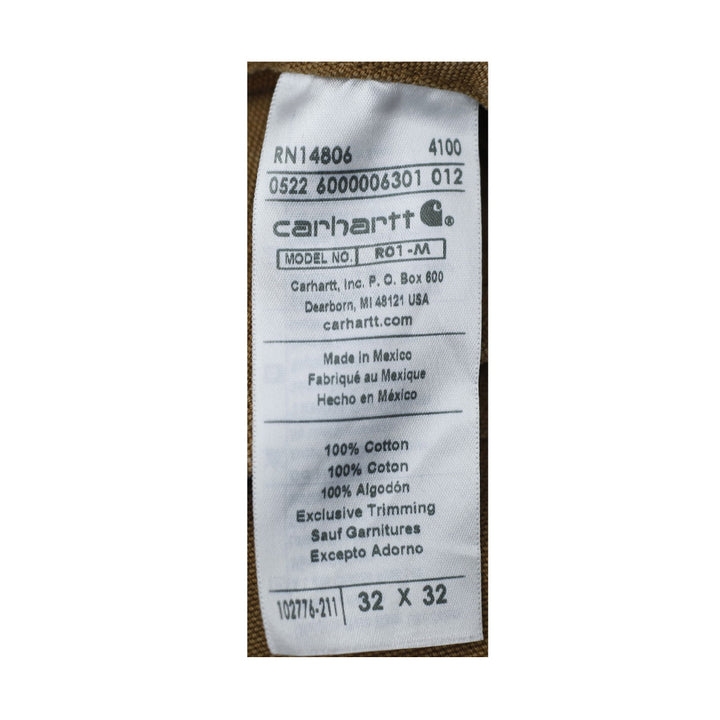 RN14806 4100
0522 6000006301 012
carhartt ®
MODEL NO. R01-M
Carhartt, Inc. P. O. Box 600
Dearborn, MI 48121 USA
carhartt.com
Made in Mexico
Fabriqué au Mexique
Hecho en México
100% Cotton
100% Coton
100% Algodón
Exclusive Trimming
Sauf Garnitures
Excepto Adorno
102776-211 32 X 32